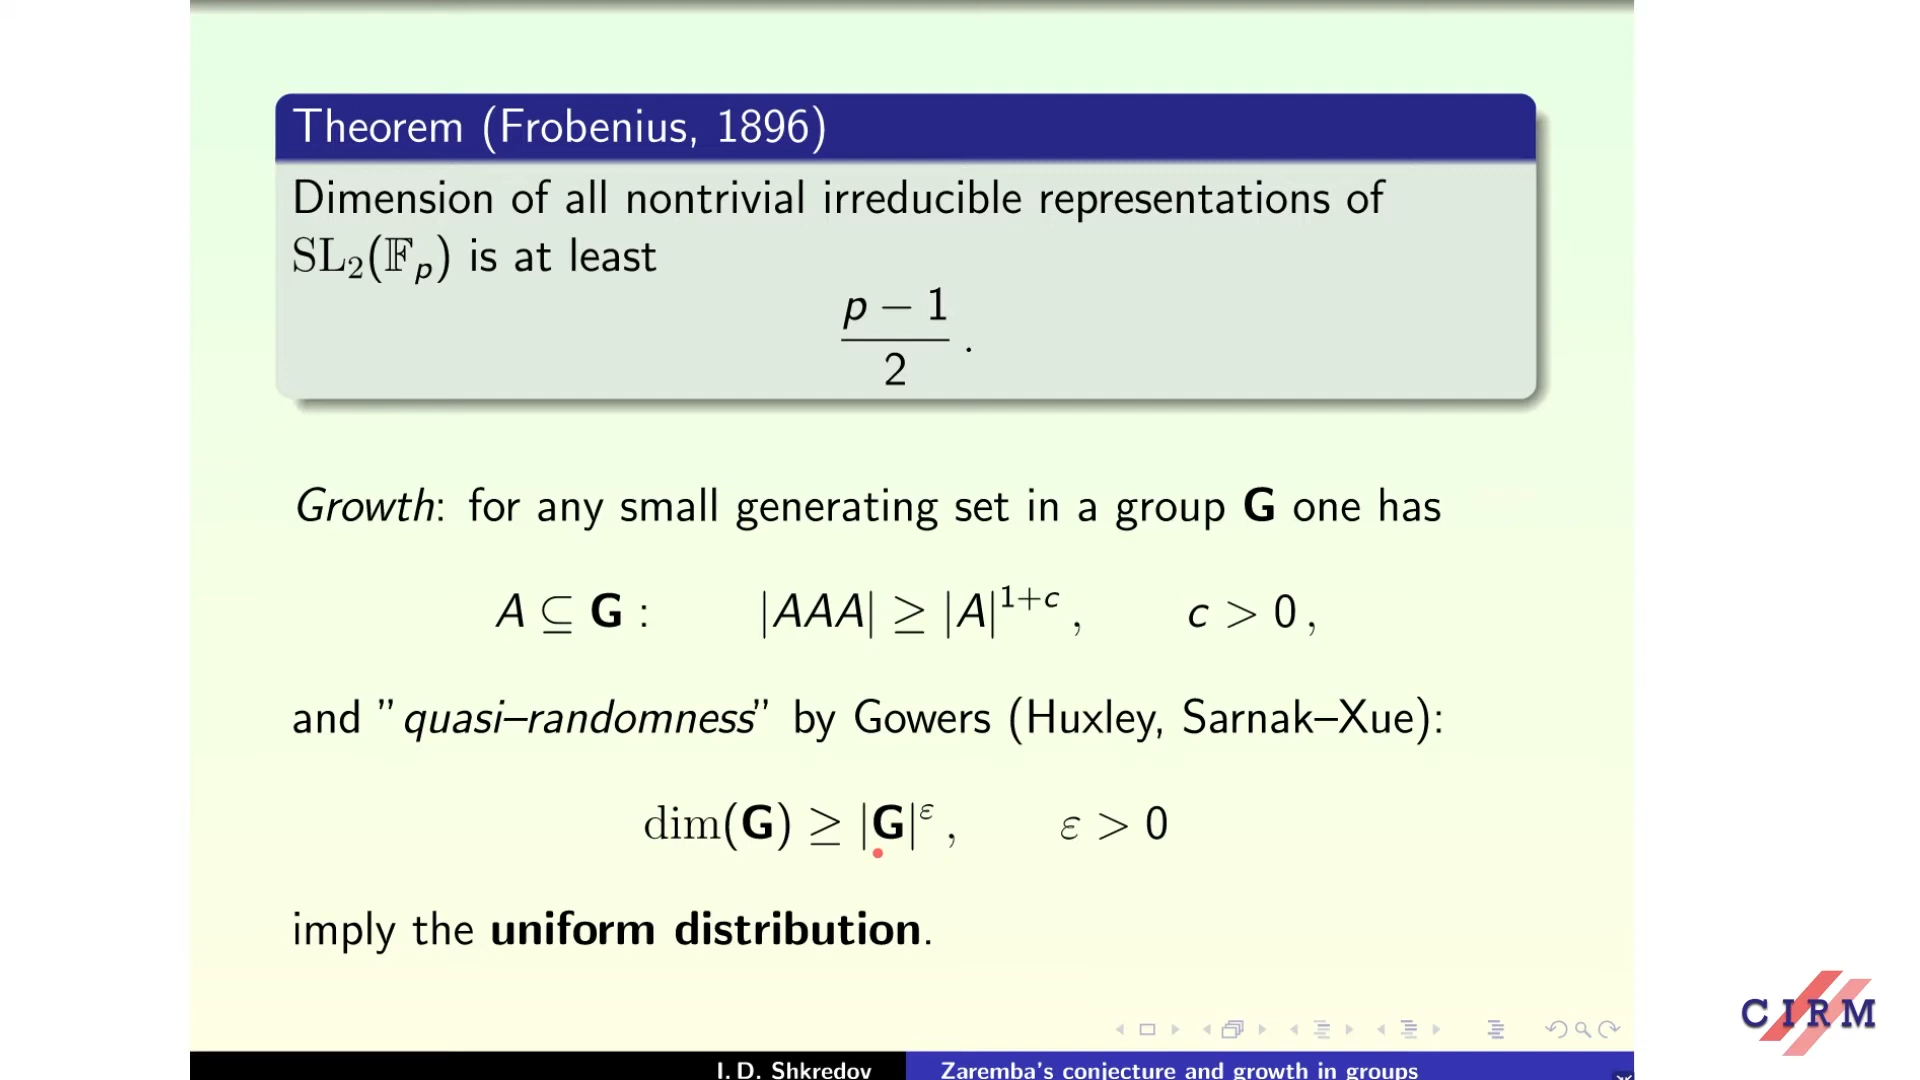 Theorem (Frobenius, 1896)
Dimension of all nontrivial irreducible representations of
SL₂(𝔽ₚ) is at least
p − 1
2 .
Growth: for any small generating set in a group G one has
A ⊆ G : |AAA| ≥ |A|¹⁺ᶜ , c > 0 ,
and ”quasi–randomness” by Gowers (Huxley, Sarnak–Xue):
dim(G) ≥ |G|^ε , ε > 0
imply the uniform distribution.
CIRM
I. D. Shkredov Zaremba's conjecture and growth in groups